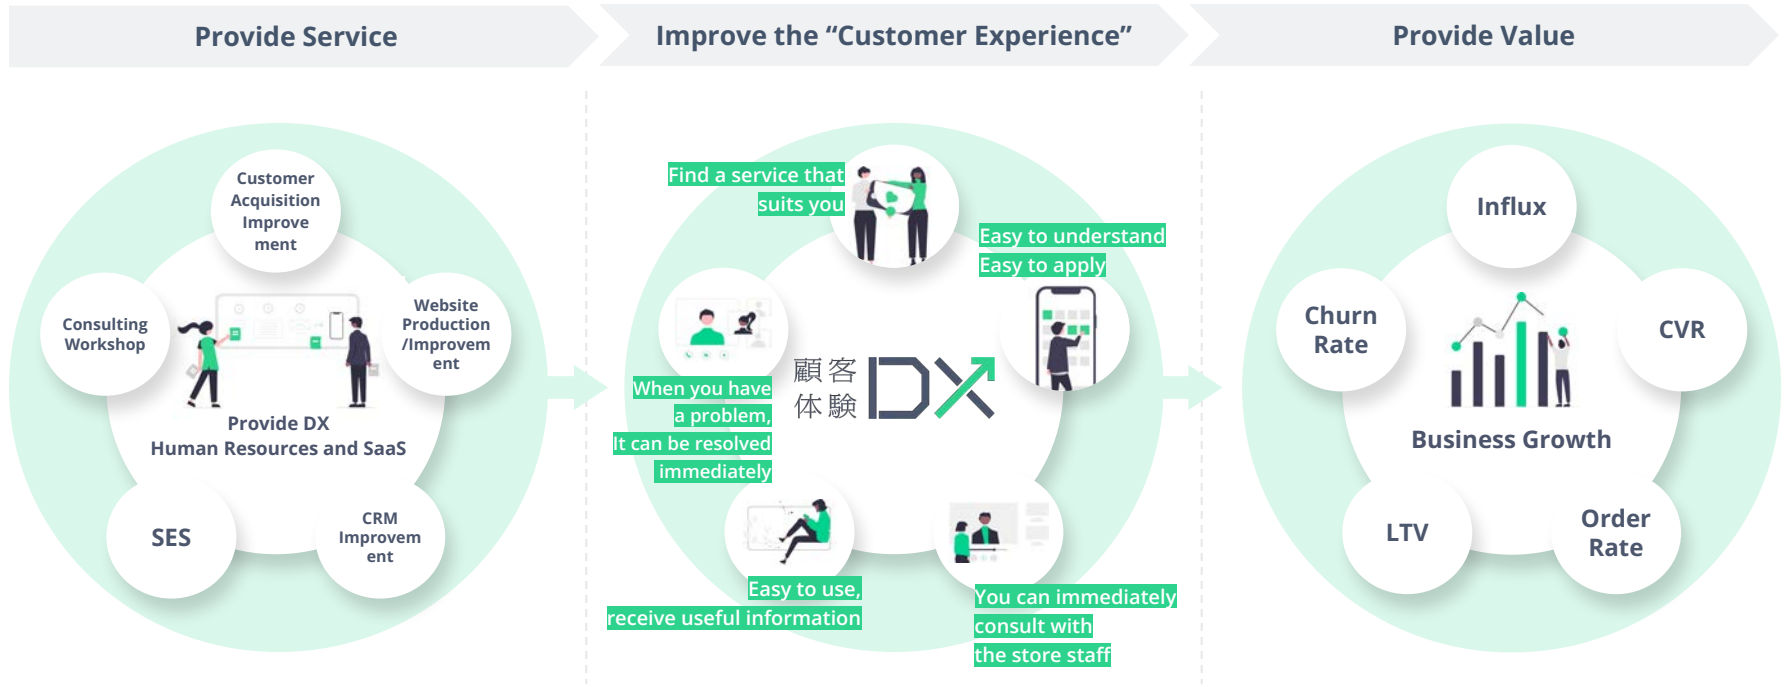 Provide Service
Improve the “Customer Experience”
Provide Value
Customer
Acquisition
Improve
ment
Consulting
Workshop
Website
Production
/Improvem
ent
Provide DX
Human Resources and SaaS
SES
CRM
Improvem
ent
Find a service that
suits you
Easy to understand
Easy to apply
When you have
a problem,
It can be resolved
immediately
顧客
体験
DX
Easy to use,
receive useful information
You can immediately
consult with
the store staff
Influx
Churn
Rate
CVR
Business Growth
LTV
Order
Rate